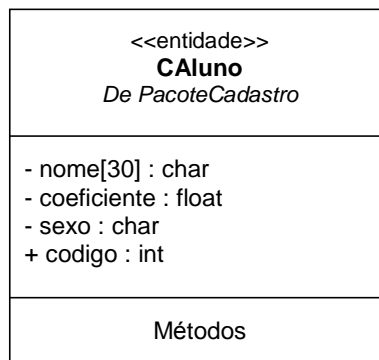 <<entidade>>
CAluno
De PacoteCadastro
- nome[30] : char
- coeficiente : float
- sexo : char
+ codigo : int
Métodos